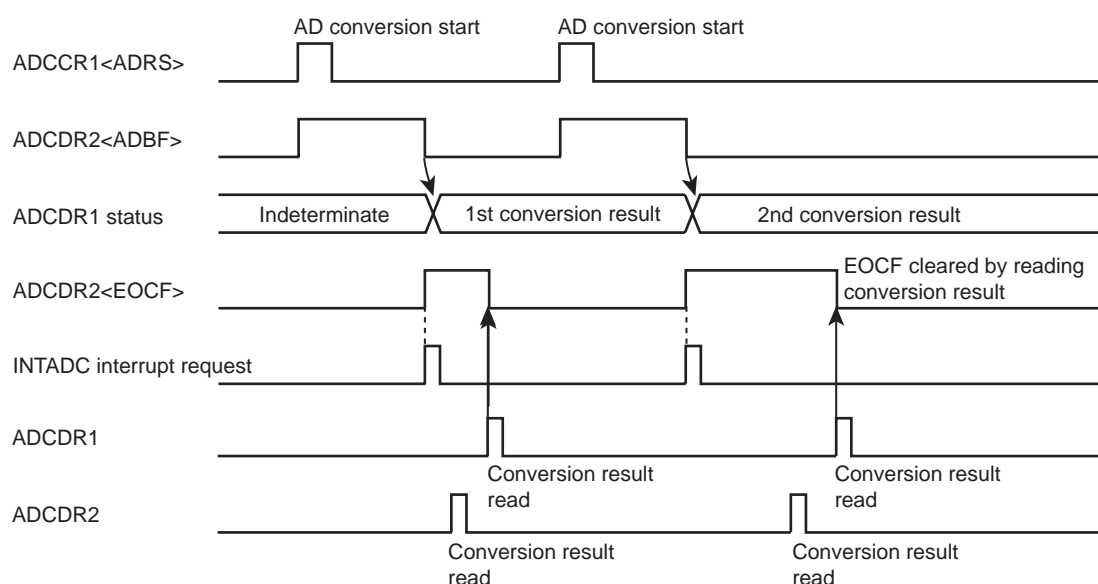 AD conversion start
AD conversion start
ADCCR1<ADRS>
ADCDR2<ADBF>
ADCDR1 status
Indeterminate
1st conversion result
2nd conversion result
EOCF cleared by reading
conversion result
ADCDR2<EOCF>
INTADC interrupt request
ADCDR1
Conversion result
read
Conversion result
read
ADCDR2
Conversion result
read
Conversion result
read